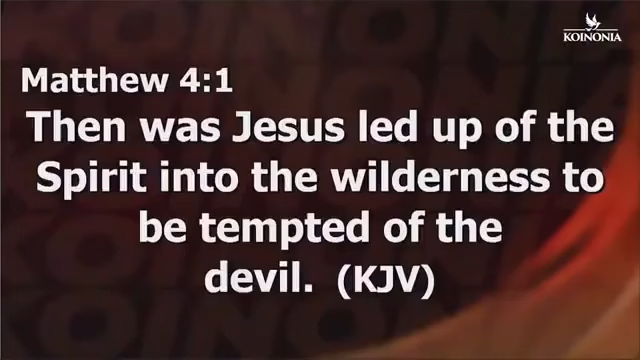 KOINONIA
Matthew 4:1
Then was Jesus led up of the
Spirit into the wilderness to
be tempted of the
devil. (KJV)